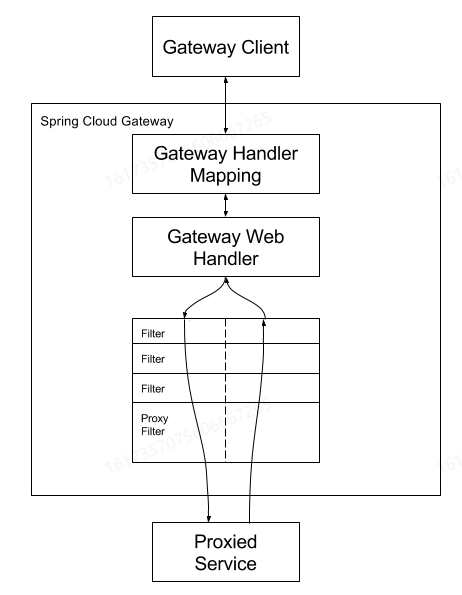 Gateway Client
Spring Cloud Gateway
Gateway Handler
Mapping
Gateway Web
Handler
Filter
Filter
Filter
Proxy
Filter
Proxied
Service